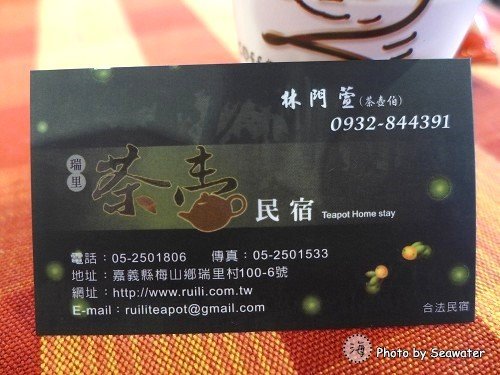 林門萱(茶壺伯)
0932-844391
瑞里
茶壺
民宿 Teapot Home stay
電話：05-2501806 傳真：05-2501533
地址：嘉義縣梅山鄉瑞里村100-6號
網址：http://www.ruili.com.tw
E-mail：ruiliteapot@gmail.com
合法民宿
海 Photo by Seawater